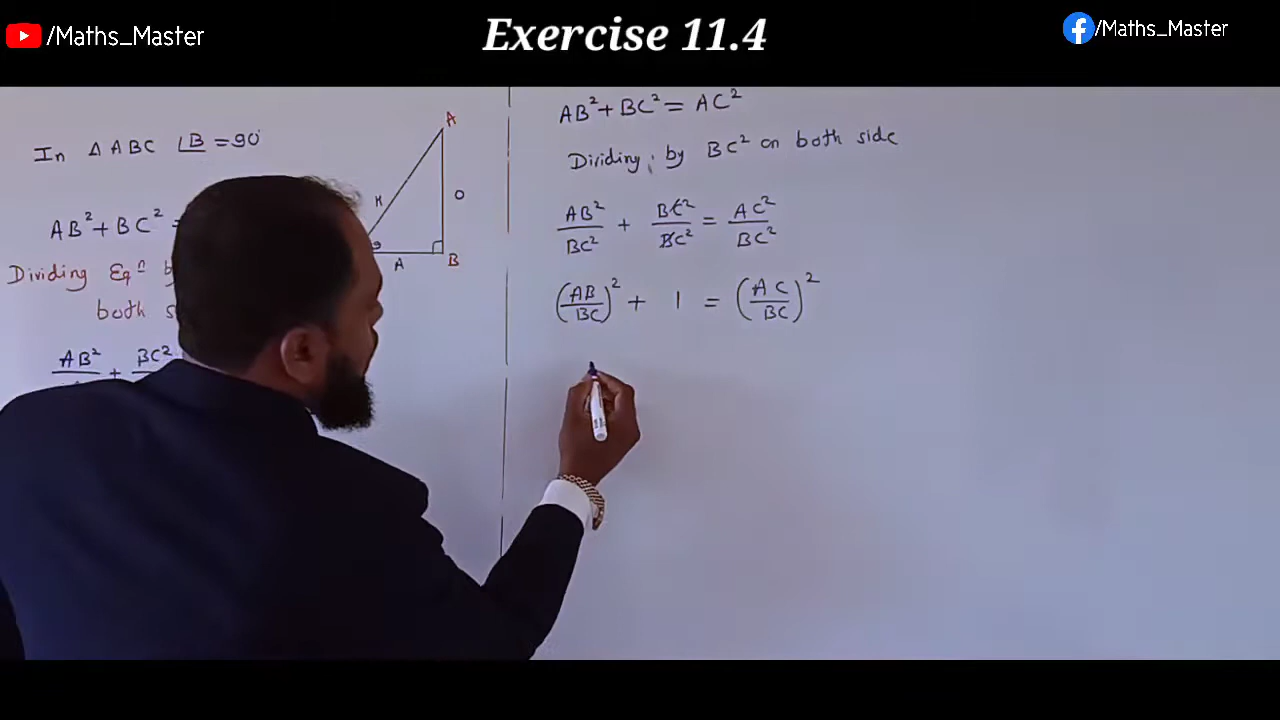 /Maths_Master
Exercise 11.4
/Maths_Master
In Δ ABC ∠B = 90°
AB² + BC² =
Dividing Eqⁿ
both
AB² + BC²
A
H
O
θ
A
B
AB² + BC² = AC²
Dividing by BC² on both side
AB²/BC² + BC²/BC² = AC²/BC²
(AB/BC)² + 1 = (AC/BC)²